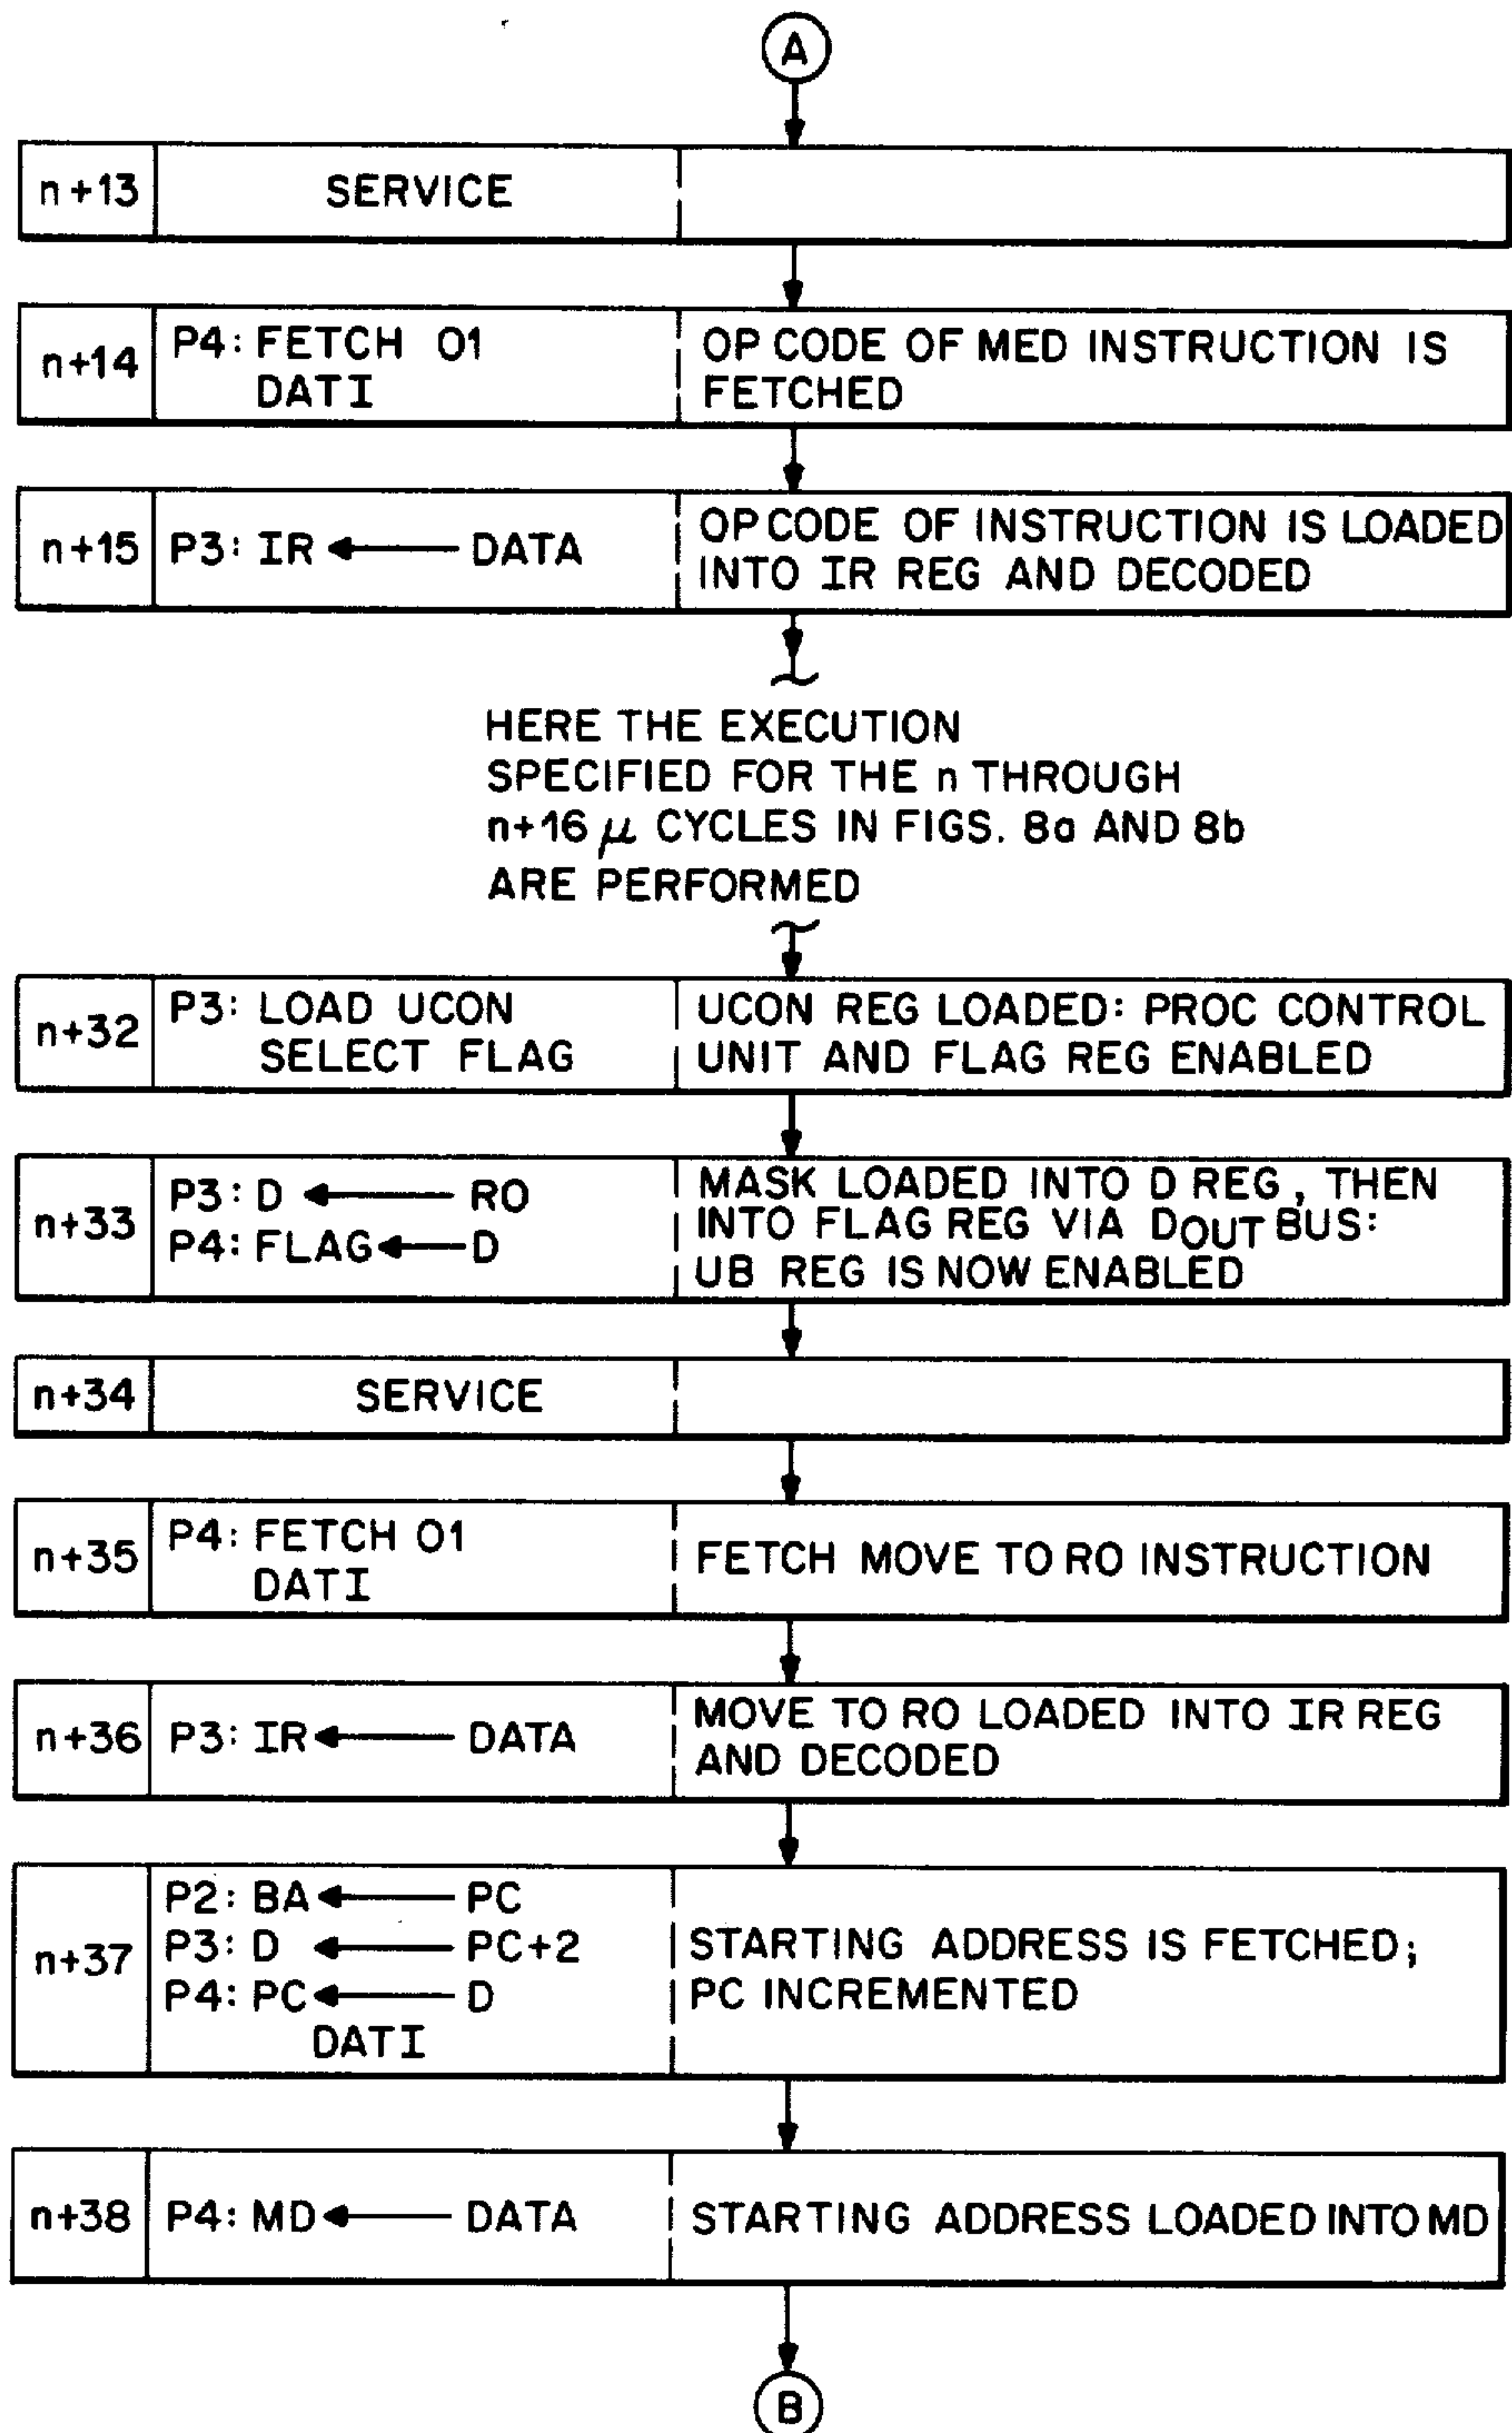 A
n+13 SERVICE
n+14 P4: FETCH 01 OP CODE OF MED INSTRUCTION IS
DATI FETCHED
n+15 P3: IR ← DATA OP CODE OF INSTRUCTION IS LOADED
INTO IR REG AND DECODED
HERE THE EXECUTION
SPECIFIED FOR THE n THROUGH
n+16 μ CYCLES IN FIGS. 8a AND 8b
ARE PERFORMED
n+32 P3: LOAD UCON UCON REG LOADED: PROC CONTROL
SELECT FLAG UNIT AND FLAG REG ENABLED
n+33 P3: D ← RO MASK LOADED INTO D REG, THEN
P4: FLAG ← D INTO FLAG REG VIA DOUT BUS:
UB REG IS NOW ENABLED
n+34 SERVICE
n+35 P4: FETCH 01 FETCH MOVE TO RO INSTRUCTION
DATI
n+36 P3: IR ← DATA MOVE TO RO LOADED INTO IR REG
AND DECODED
n+37 P2: BA ← PC
P3: D ← PC+2 STARTING ADDRESS IS FETCHED;
P4: PC ← D PC INCREMENTED
DATI
n+38 P4: MD ← DATA STARTING ADDRESS LOADED INTO MD
B